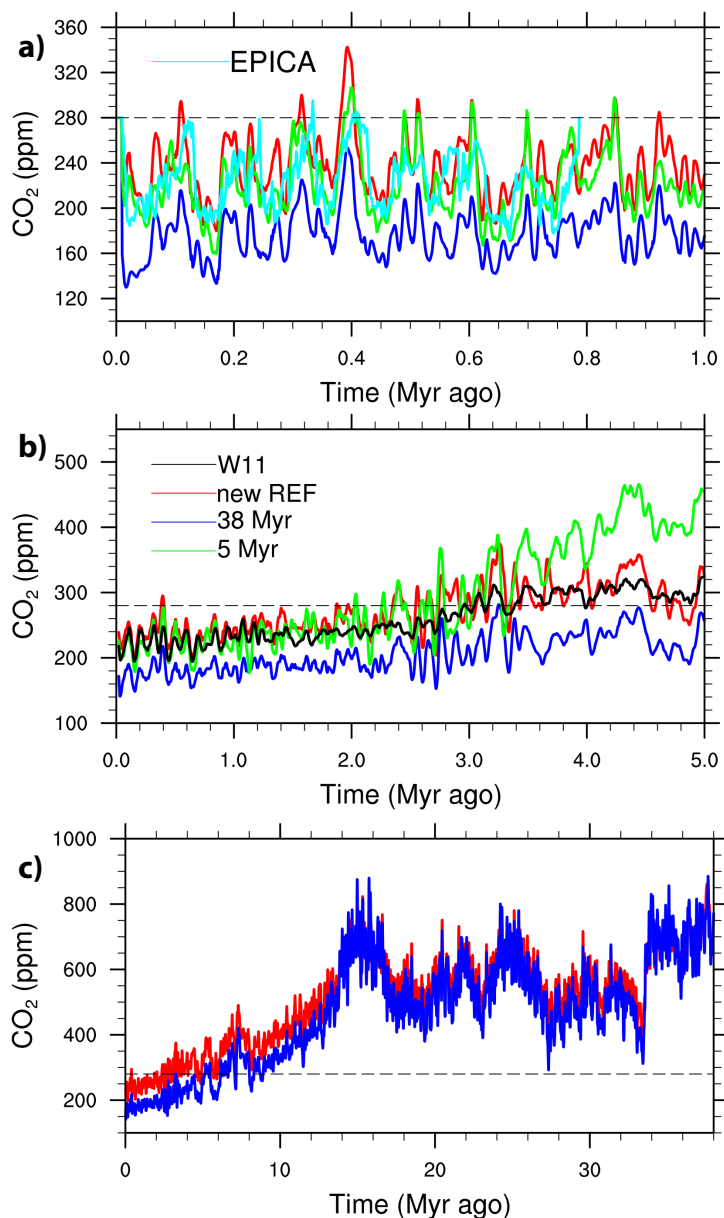 a)
360
320
280
240
200
160
120
CO₂ (ppm)
EPICA
0.0 0.2 0.4 0.6 0.8 1.0
Time (Myr ago)
b)
500
400
300
200
100
CO₂ (ppm)
W11
new REF
38 Myr
5 Myr
0.0 1.0 2.0 3.0 4.0 5.0
Time (Myr ago)
c)
1000
800
600
400
200
CO₂ (ppm)
0 10 20 30
Time (Myr ago)